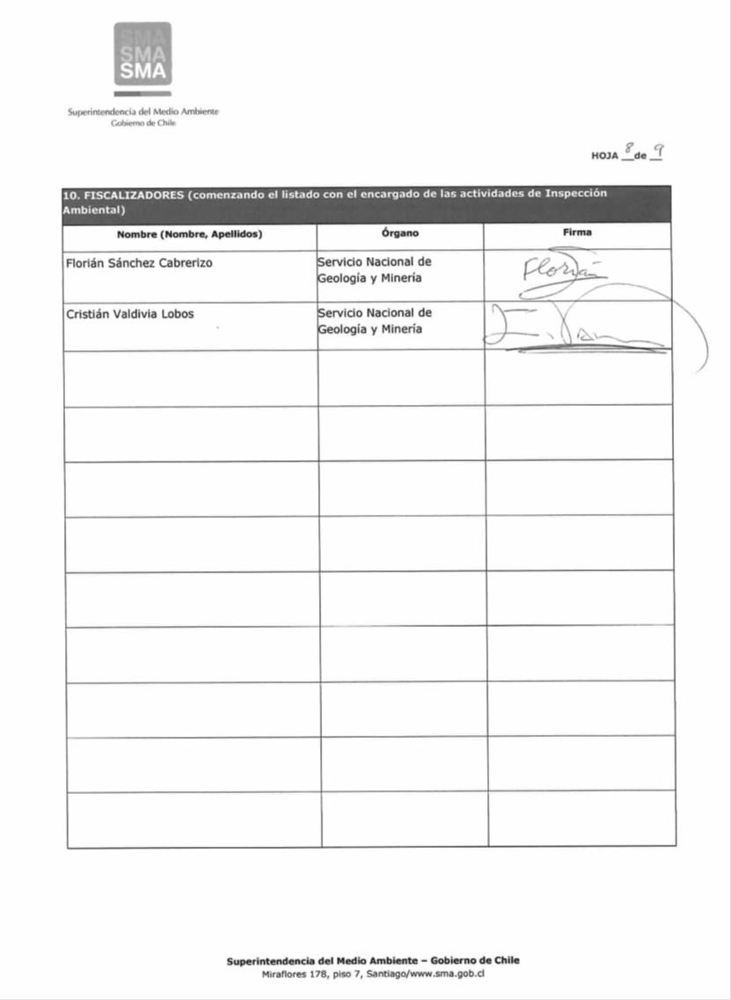 SMA
SMA
SMA
Superintendencia del Medio Ambiente
Gobierno de Chile
HOJA 8 de 9
10. FISCALIZADORES (comenzando el listado con el encargado de las actividades de Inspección
Ambiental)
Nombre (Nombre, Apellidos) Órgano Firma
Florián Sánchez Cabrerizo
Servicio Nacional de
Geología y Minería
Florián
Cristián Valdivia Lobos
Servicio Nacional de
Geología y Minería
Superintendencia del Medio Ambiente – Gobierno de Chile
Miraflores 178, piso 7, Santiago/www.sma.gob.cl